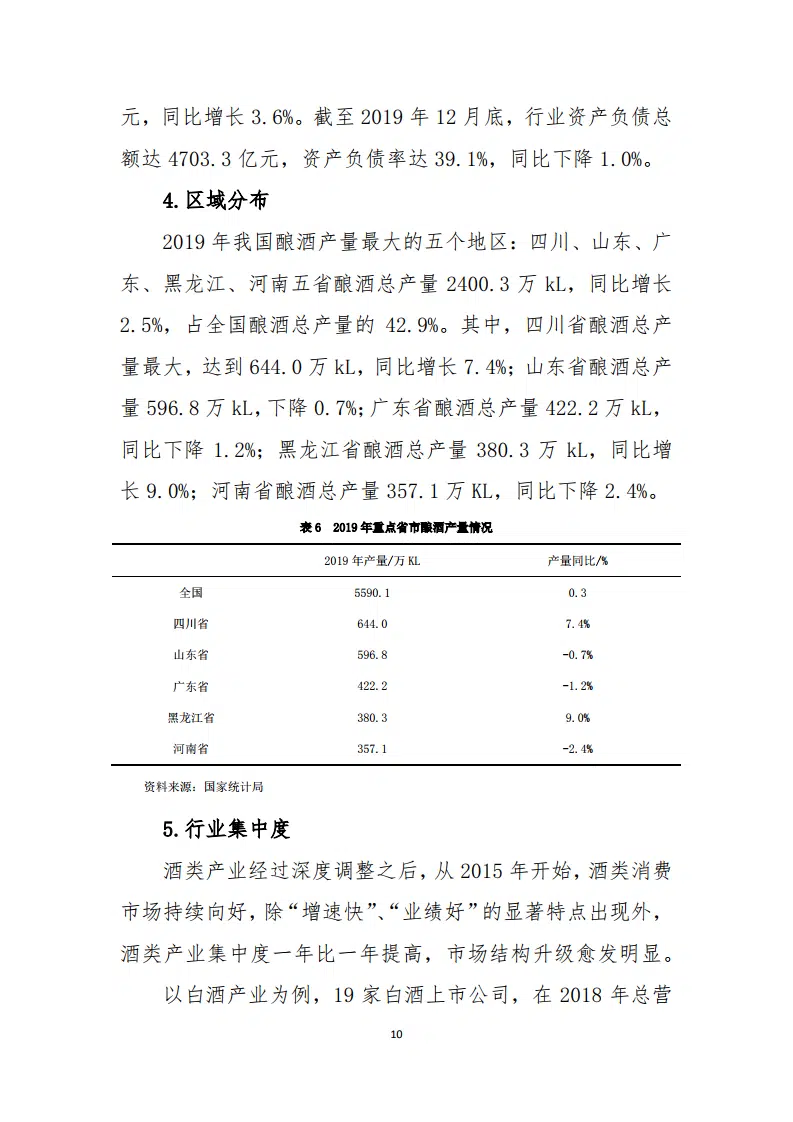 元，同比增长 3.6%。截至 2019 年 12 月底，行业资产负债总
额达 4703.3 亿元，资产负债率达 39.1%，同比下降 1.0%。
4.区域分布
2019 年我国酿酒产量最大的五个地区：四川、山东、广
东、黑龙江、河南五省酿酒总产量 2400.3 万 kL，同比增长
2.5%，占全国酿酒总产量的 42.9%。其中，四川省酿酒总产
量最大，达到 644.0 万 kL，同比增长 7.4%；山东省酿酒总产
量 596.8 万 kL，下降 0.7%；广东省酿酒总产量 422.2 万 kL，
同比下降 1.2%；黑龙江省酿酒总产量 380.3 万 kL，同比增
长 9.0%；河南省酿酒总产量 357.1 万 KL，同比下降 2.4%。
表 6 2019 年重点省市酿酒产量情况
2019 年产量/万 KL 产量同比/%
全国 5590.1 0.3
四川省 644.0 7.4%
山东省 596.8 -0.7%
广东省 422.2 -1.2%
黑龙江省 380.3 9.0%
河南省 357.1 -2.4%
资料来源：国家统计局
5.行业集中度
酒类产业经过深度调整之后，从 2015 年开始，酒类消费
市场持续向好，除“增速快”、“业绩好”的显著特点出现外，
酒类产业集中度一年比一年提高，市场结构升级愈发明显。
以白酒产业为例，19 家白酒上市公司，在 2018 年总营
10